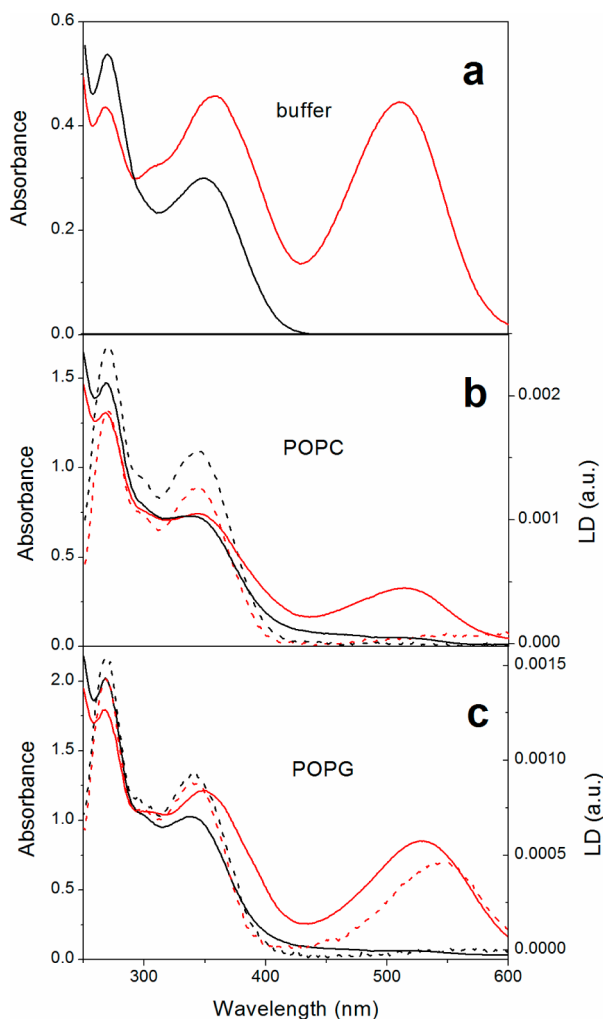 0.6
a
buffer
0.4
Absorbance
0.2
0.0
1.5
b
0.002
POPC
1.0
Absorbance
LD (a.u.)
0.001
0.5
0.0
0.000
2.0
c
0.0015
POPG
1.5
0.0010
Absorbance
LD (a.u.)
1.0
0.0005
0.5
0.0000
0.0
300 400 500 600
Wavelength (nm)